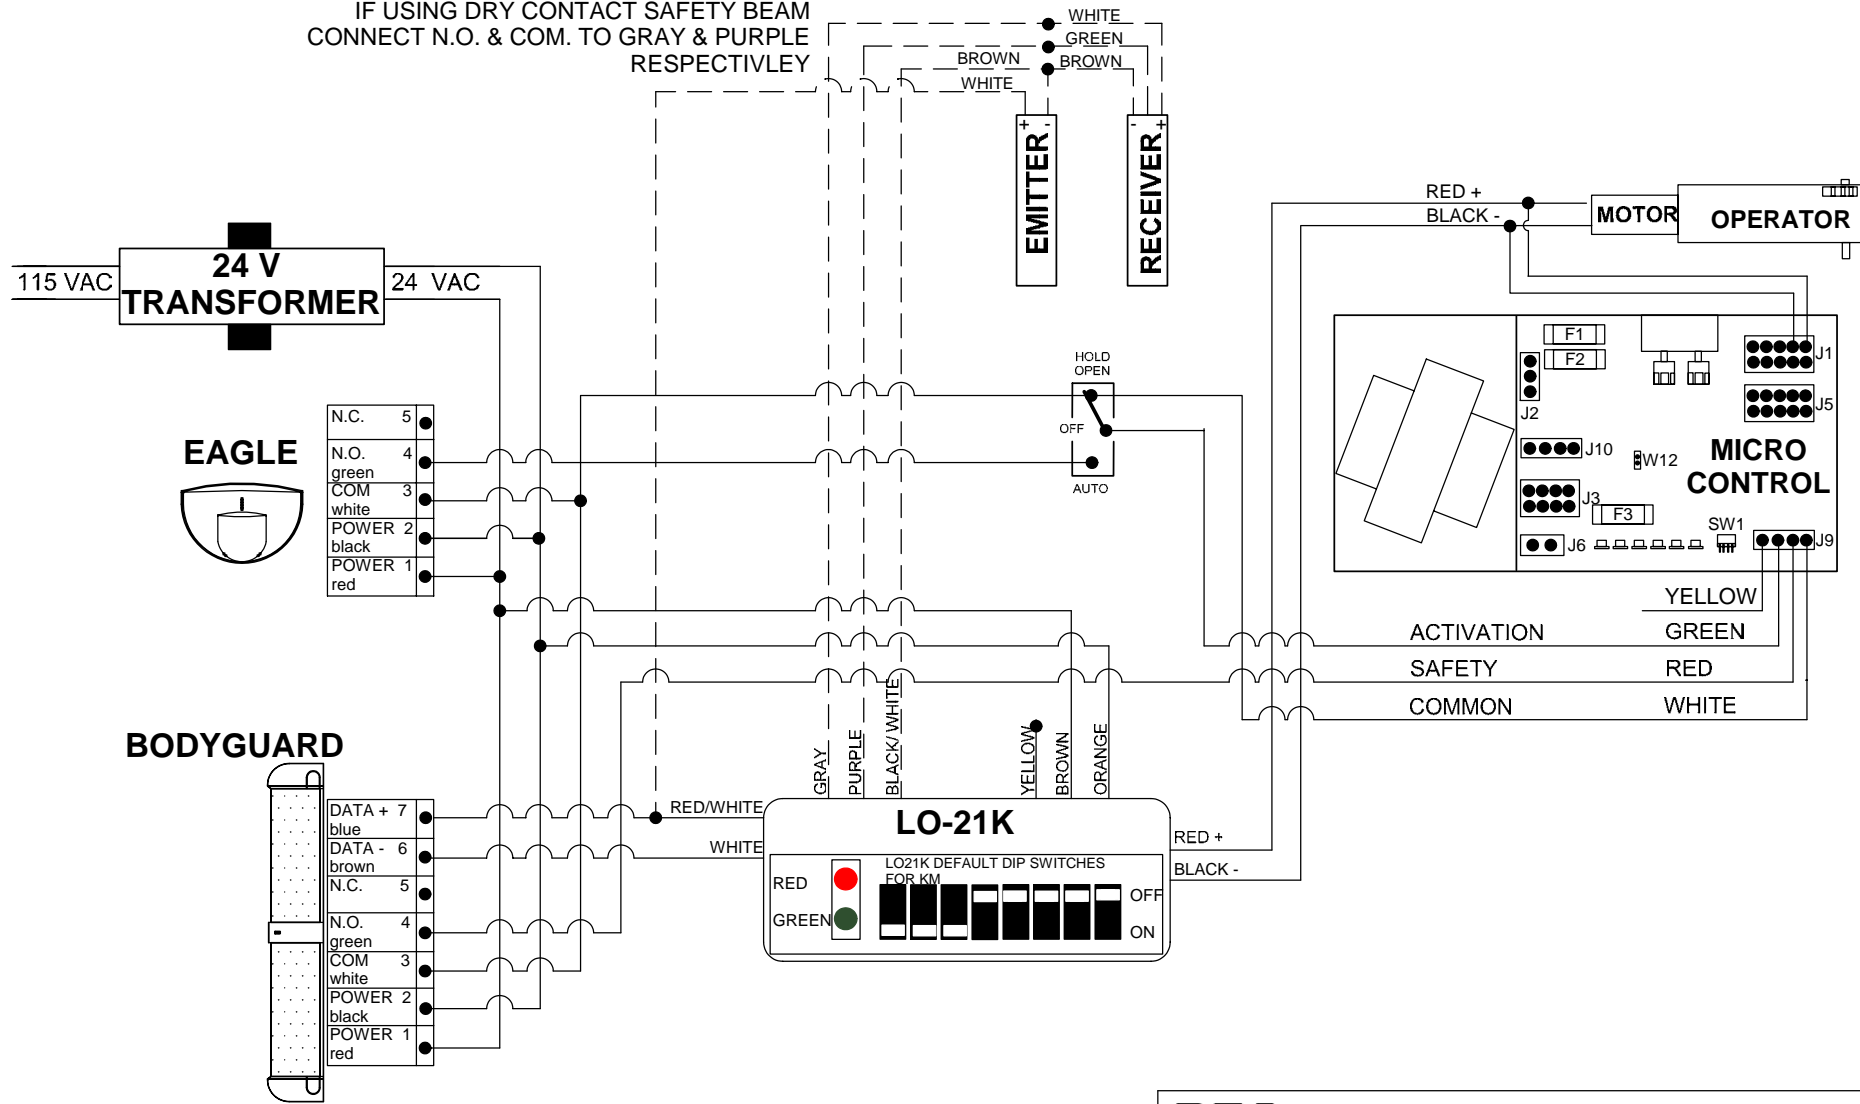 IF USING DRY CONTACT SAFETY BEAM
CONNECT N.O. & COM. TO GRAY & PURPLE
RESPECTIVLEY
WHITE
GREEN
BROWN
BROWN
WHITE
+ -
EMITTER
- +
RECEIVER
RED +
BLACK -
MOTOR
OPERATOR
115 VAC
24 V
TRANSFORMER
24 VAC
HOLD
OPEN
OFF
AUTO
F1
F2
J1
J2
J5
J10
W12
MICRO
CONTROL
J3
F3
SW1
J6
J9
EAGLE
N.C. 5
N.O. 4
green
COM 3
white
POWER 2
black
POWER 1
red
YELLOW
ACTIVATION GREEN
SAFETY RED
COMMON WHITE
BODYGUARD
DATA + 7
blue
DATA - 6
brown
N.C. 5
N.O. 4
green
COM 3
white
POWER 2
black
POWER 1
red
GRAY
PURPLE
BLACK/ WHITE
YELLOW
BROWN
ORANGE
RED/WHITE
WHITE
LO-21K
RED +
BLACK -
LO21K DEFAULT DIP SWITCHES
FOR KM
RED
GREEN
OFF
ON